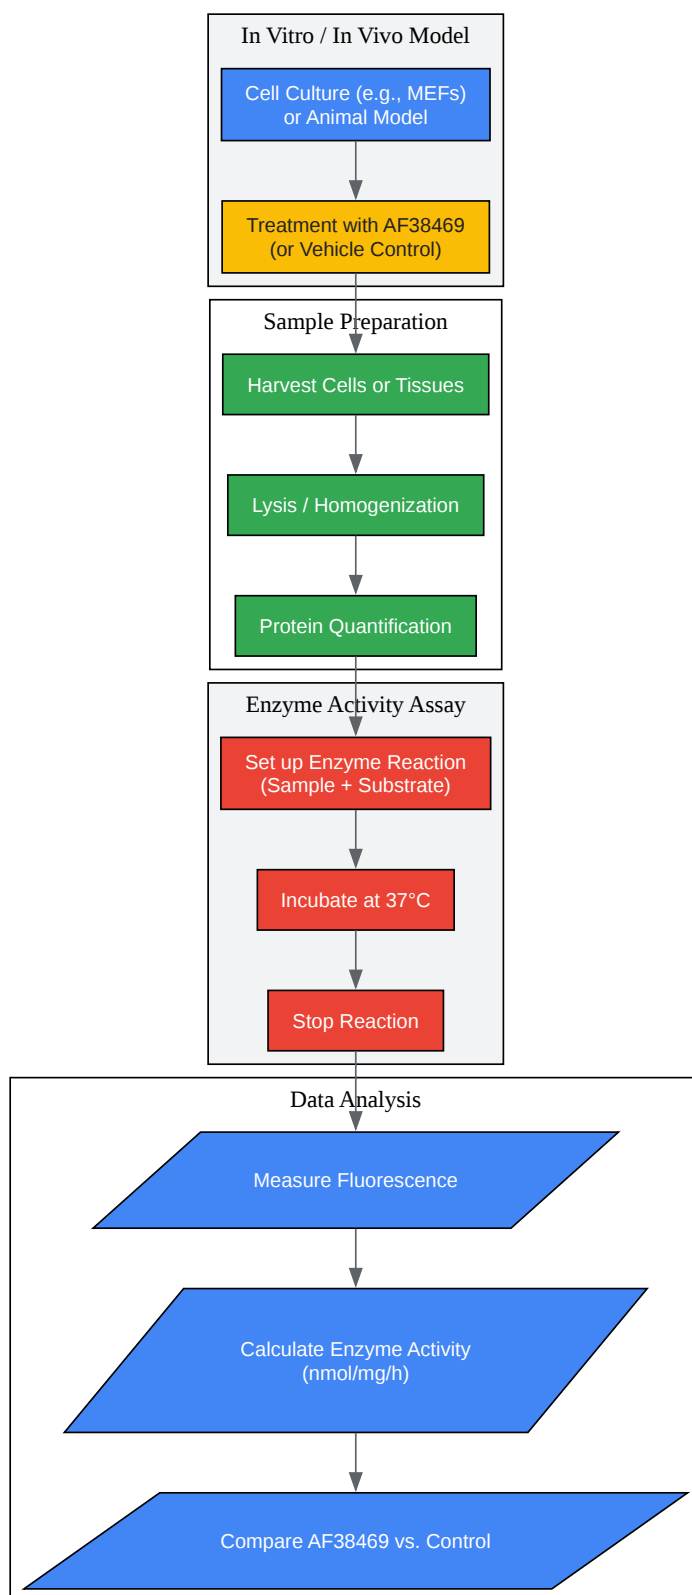 In Vitro / In Vivo Model
Cell Culture (e.g., MEFs)
or Animal Model
Treatment with AF38469
(or Vehicle Control)
Sample Preparation
Harvest Cells or Tissues
Lysis / Homogenization
Protein Quantification
Enzyme Activity Assay
Set up Enzyme Reaction
(Sample + Substrate)
Incubate at 37°C
Stop Reaction
Data Analysis
Measure Fluorescence
Calculate Enzyme Activity
(nmol/mg/h)
Compare AF38469 vs. Control